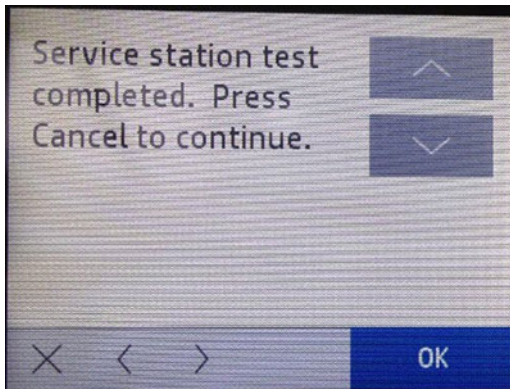 Service station test
completed. Press
Cancel to continue.
OK